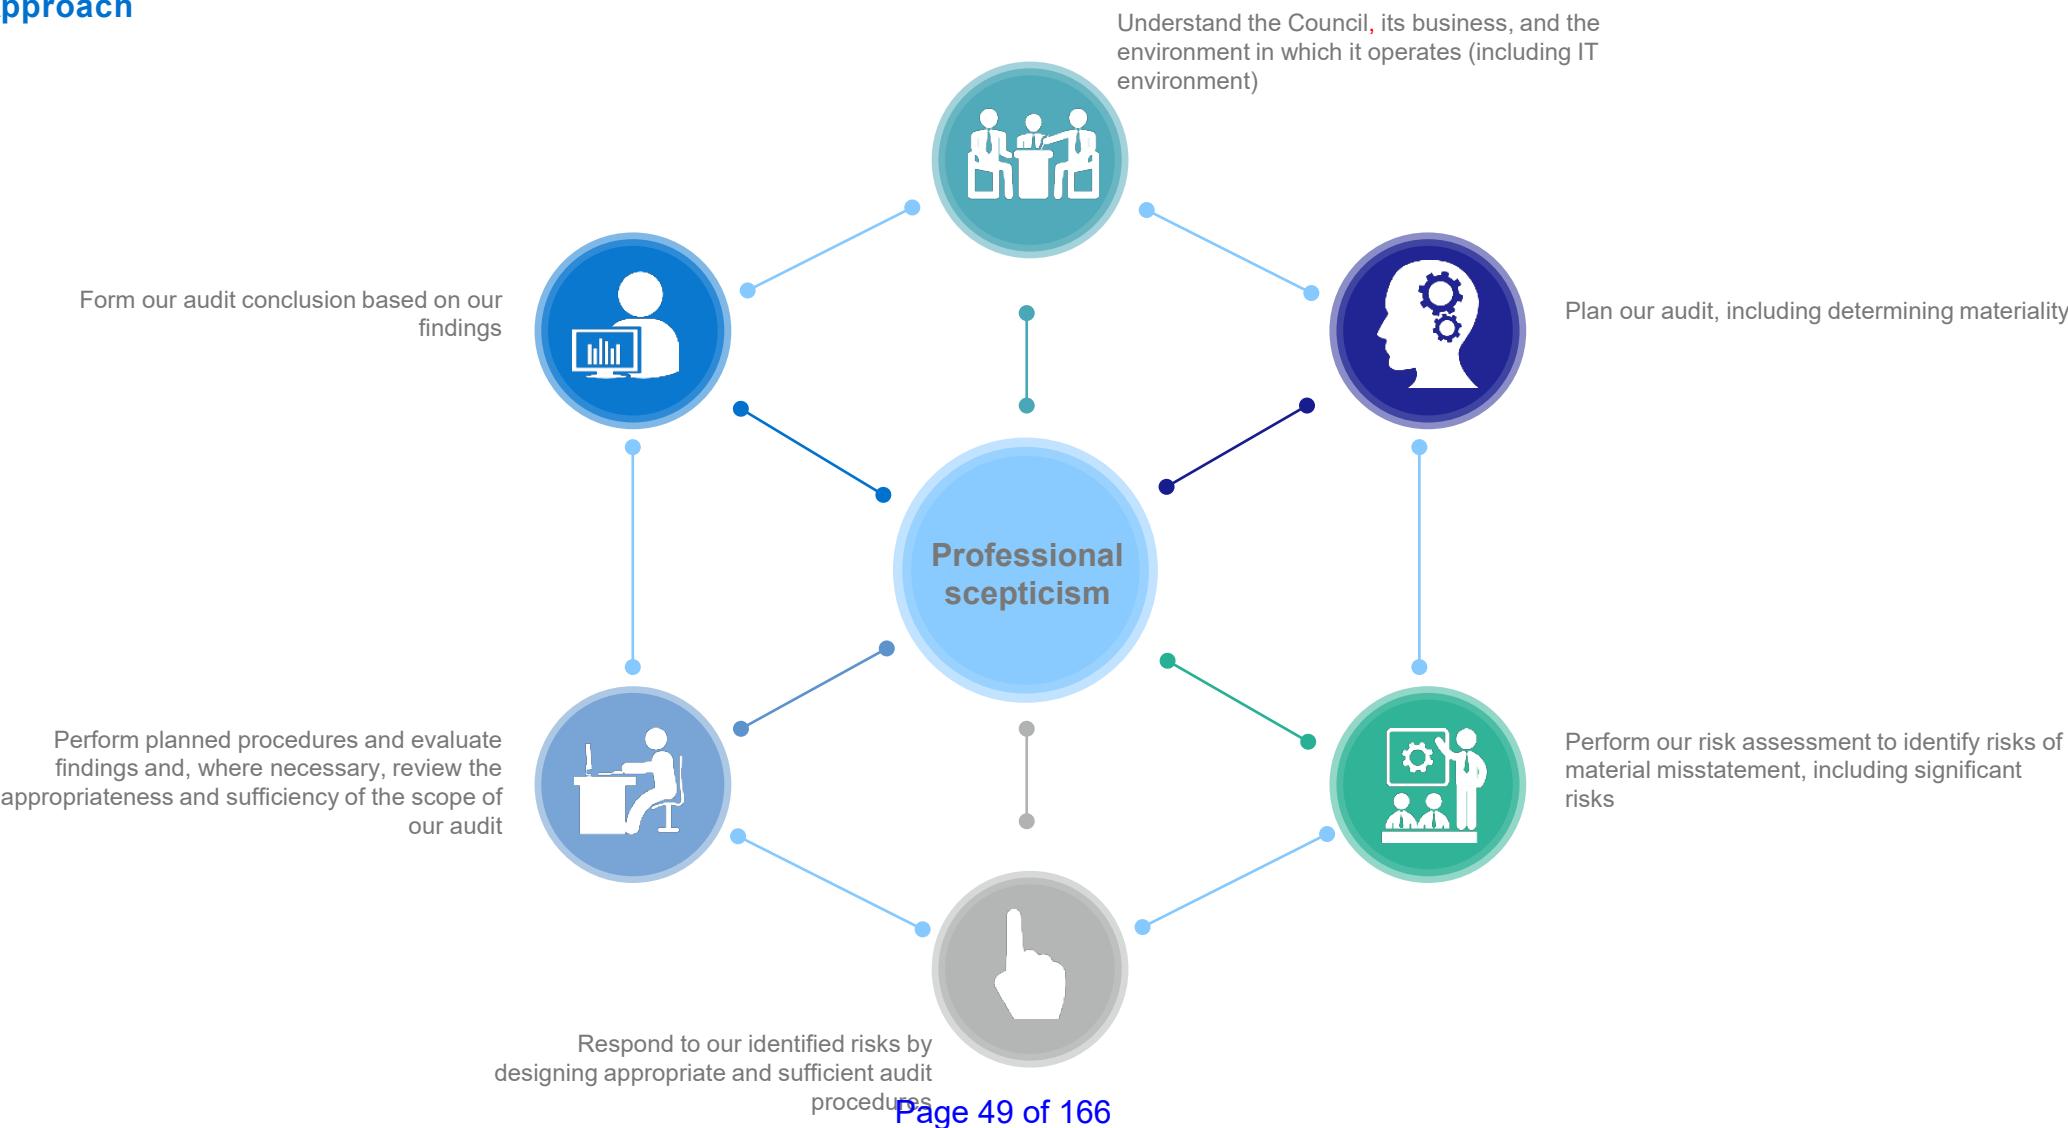 pproach
Understand the Council, its business, and the
environment in which it operates (including IT
environment)
Plan our audit, including determining materiality
Perform our risk assessment to identify risks of
material misstatement, including significant
risks
Respond to our identified risks by
designing appropriate and sufficient audit
procedures
Perform planned procedures and evaluate
findings and, where necessary, review the
appropriateness and sufficiency of the scope of
our audit
Form our audit conclusion based on our
findings
Professional
scepticism
Page 49 of 166